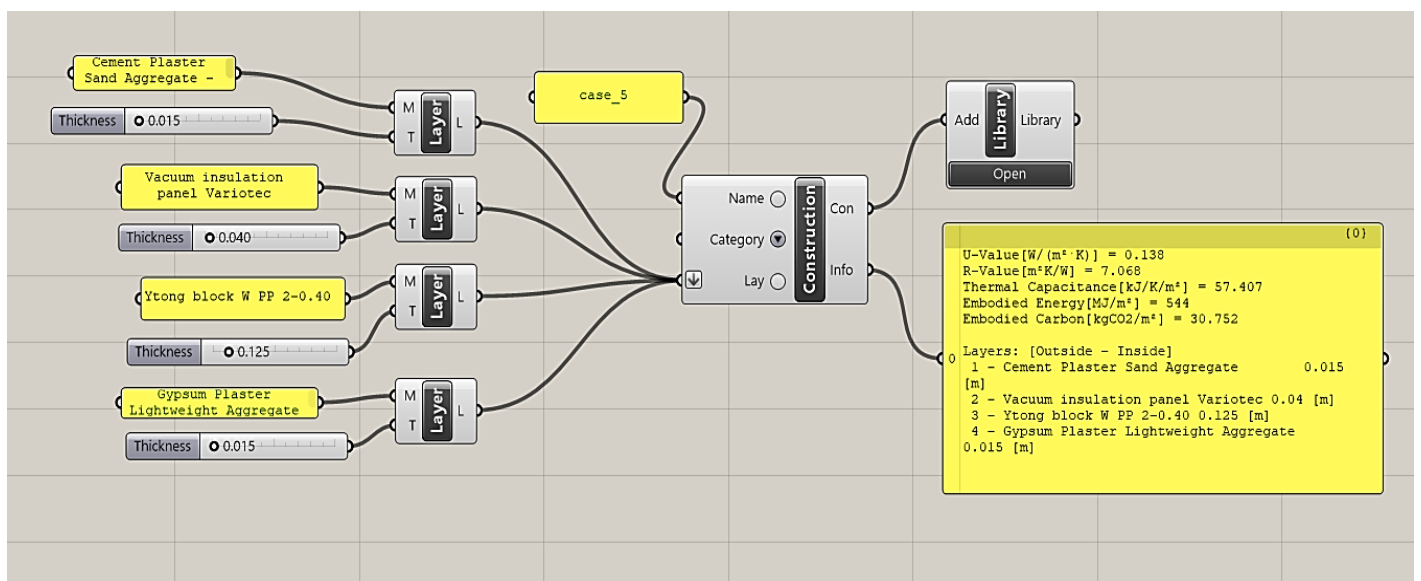 Cement Plaster
Sand Aggregate -
Thickness 0.015
M
T
Layer
L
case_5
Add
Library
Library
Open
Vacuum insulation
panel Variotec
Thickness 0.040
M
T
Layer
L
Name
Category
Lay
Construction
Con
Info
Ytong block W PP 2-0.40
Thickness 0.125
M
T
Layer
L
Gypsum Plaster
Lightweight Aggregate
Thickness 0.015
M
T
Layer
L
{0}
0
U-Value[W/(m²·K)] = 0.138
R-Value[m²K/W] = 7.068
Thermal Capacitance[kJ/K/m²] = 57.407
Embodied Energy[MJ/m²] = 544
Embodied Carbon[kgCO2/m²] = 30.752
Layers: [Outside - Inside]
1 - Cement Plaster Sand Aggregate 0.015
[m]
2 - Vacuum insulation panel Variotec 0.04 [m]
3 - Ytong block W PP 2-0.40 0.125 [m]
4 - Gypsum Plaster Lightweight Aggregate
0.015 [m]